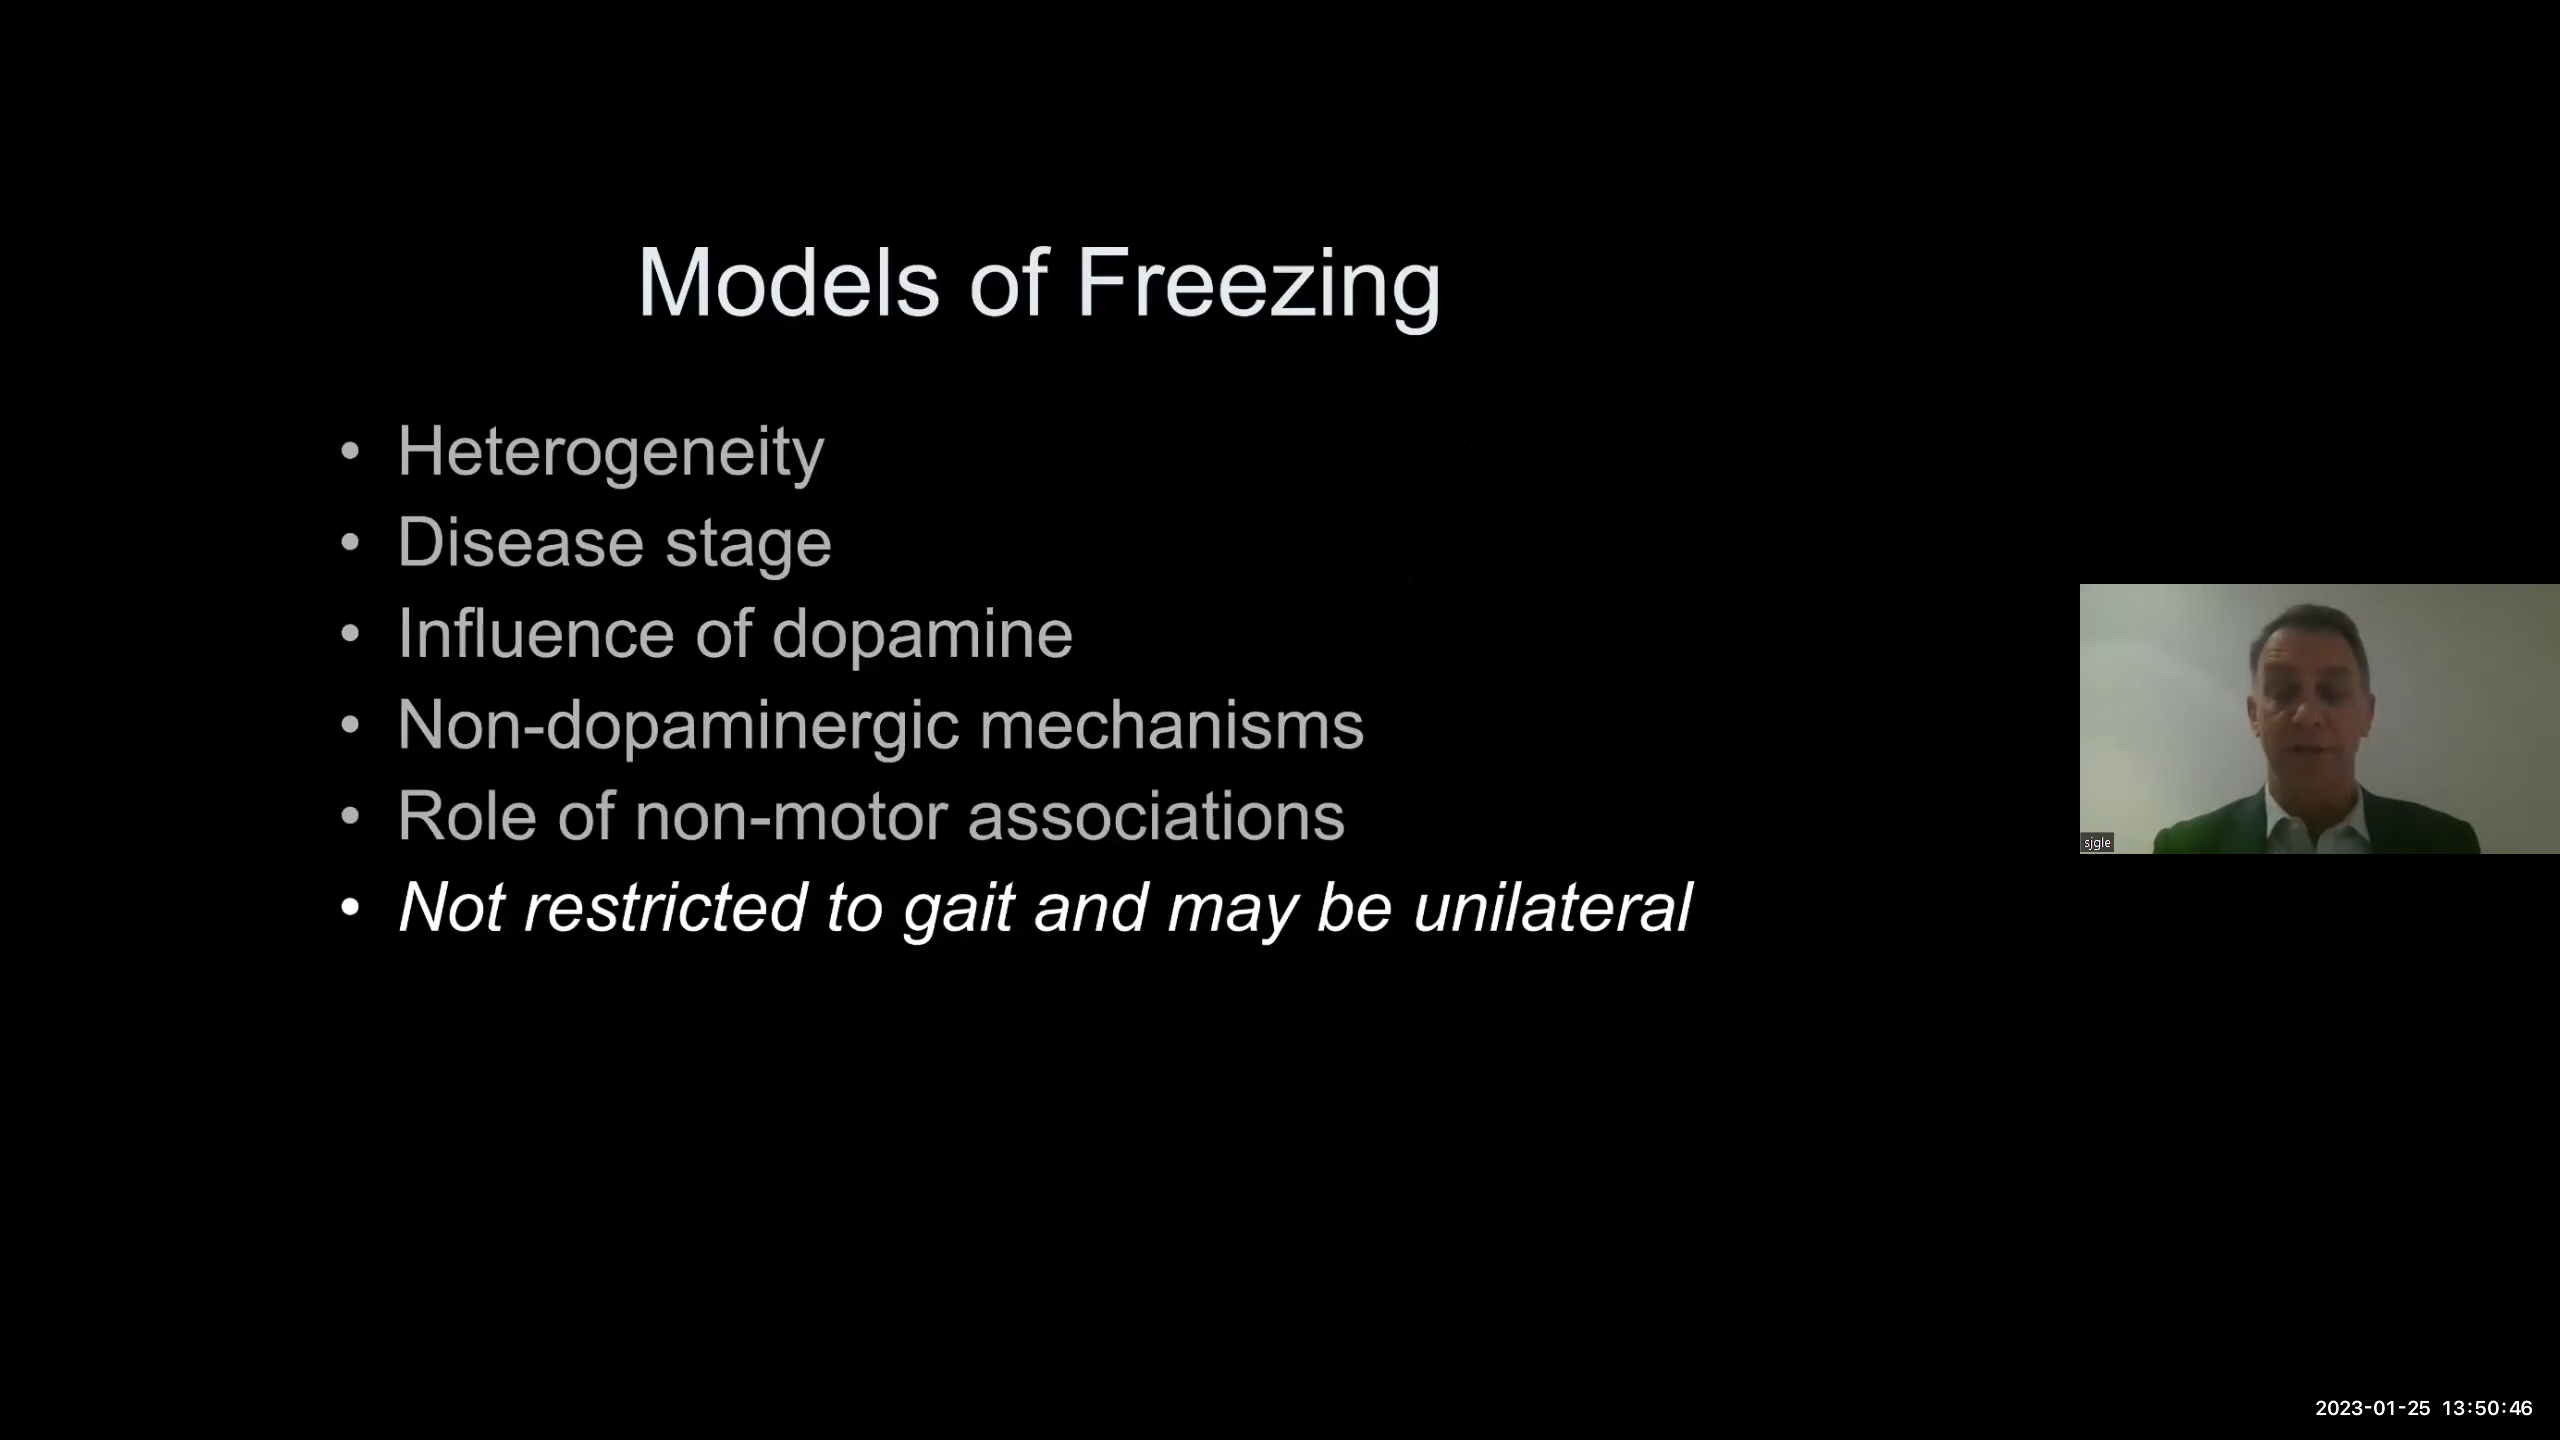 Models of Freezing
• Heterogeneity
• Disease stage
• Influence of dopamine
• Non-dopaminergic mechanisms
• Role of non-motor associations
• Not restricted to gait and may be unilateral
sjgle
2023-01-25 13:50:46